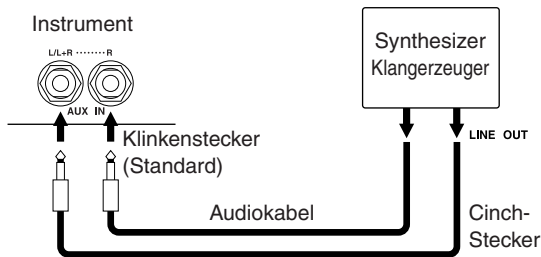 Instrument
L/L+R ········ R
AUX IN
Klinkenstecker
(Standard)
Synthesizer
Klangerzeuger
LINE OUT
Audiokabel
Cinch-
Stecker